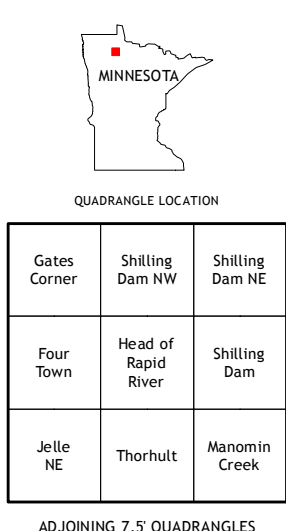 MINNESOTA
QUADRANGLE LOCATION
Gates
Corner
Shilling
Dam NW
Shilling
Dam NE
Four
Town
Head of
Rapid
River
Shilling
Dam
Jelle
NE
Thorhult
Manomin
Creek
ADJOINING 7.5' QUADRANGLES